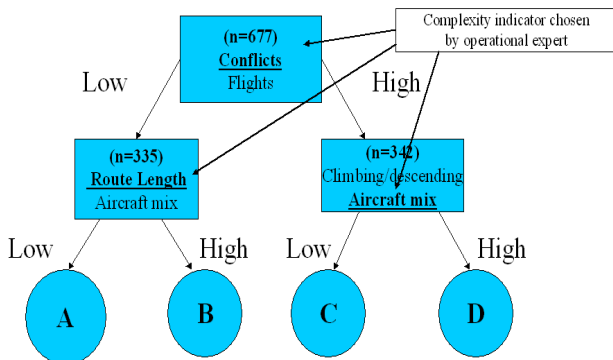 (n=677)
Conflicts
Flights
Complexity indicator chosen
by operational expert
Low
High
(n=335)
Route Length
Aircraft mix
(n=342)
Climbing/descending
Aircraft mix
Low
High
Low
High
A
B
C
D